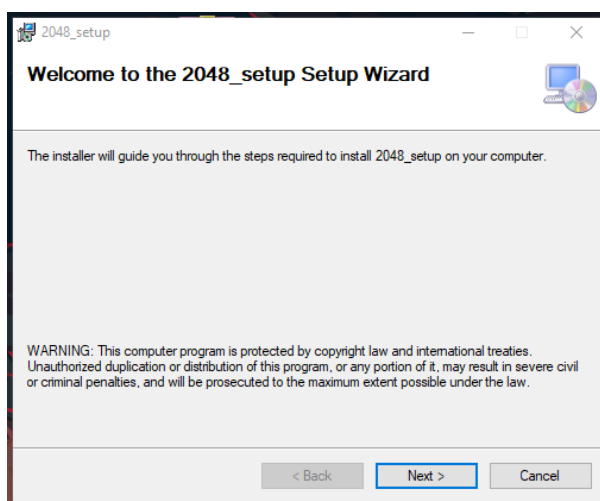 2048_setup
Welcome to the 2048_setup Setup Wizard
The installer will guide you through the steps required to install 2048_setup on your computer.
WARNING: This computer program is protected by copyright law and international treaties.
Unauthorized duplication or distribution of this program, or any portion of it, may result in severe civil
or criminal penalties, and will be prosecuted to the maximum extent possible under the law.
< Back
Next >
Cancel